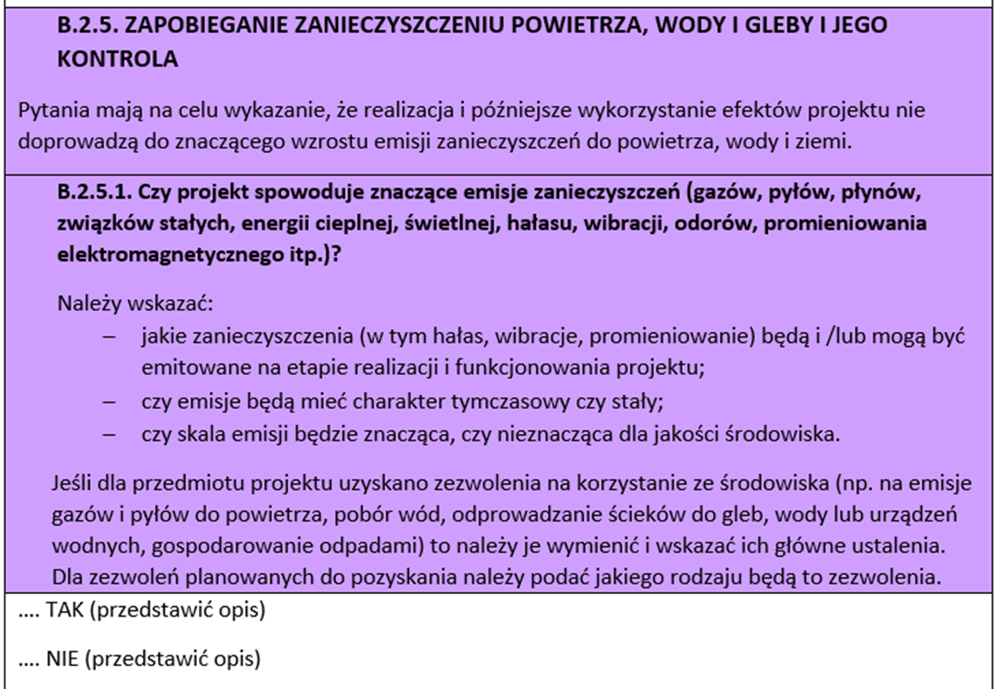 B.2.5. ZAPOBIEGANIE ZANIECZYSZCZENIU POWIETRZA, WODY I GLEBY I JEGO
KONTROLA
Pytania mają na celu wykazanie, że realizacja i późniejsze wykorzystanie efektów projektu nie
doprowadzą do znaczącego wzrostu emisji zanieczyszczeń do powietrza, wody i ziemi.
B.2.5.1. Czy projekt spowoduje znaczące emisje zanieczyszczeń (gazów, pyłów, płynów,
związków stałych, energii cieplnej, świetlnej, hałasu, wibracji, odorów, promieniowania
elektromagnetycznego itp.)?
Należy wskazać:
– jakie zanieczyszczenia (w tym hałas, wibracje, promieniowanie) będą i /lub mogą być
emitowane na etapie realizacji i funkcjonowania projektu;
– czy emisje będą mieć charakter tymczasowy czy stały;
– czy skala emisji będzie znacząca, czy nieznacząca dla jakości środowiska.
Jeśli dla przedmiotu projektu uzyskano zezwolenia na korzystanie ze środowiska (np. na emisje
gazów i pyłów do powietrza, pobór wód, odprowadzanie ścieków do gleb, wody lub urządzeń
wodnych, gospodarowanie odpadami) to należy je wymienić i wskazać ich główne ustalenia.
Dla zezwoleń planowanych do pozyskania należy podać jakiego rodzaju będą to zezwolenia.
.... TAK (przedstawić opis)
.... NIE (przedstawić opis)